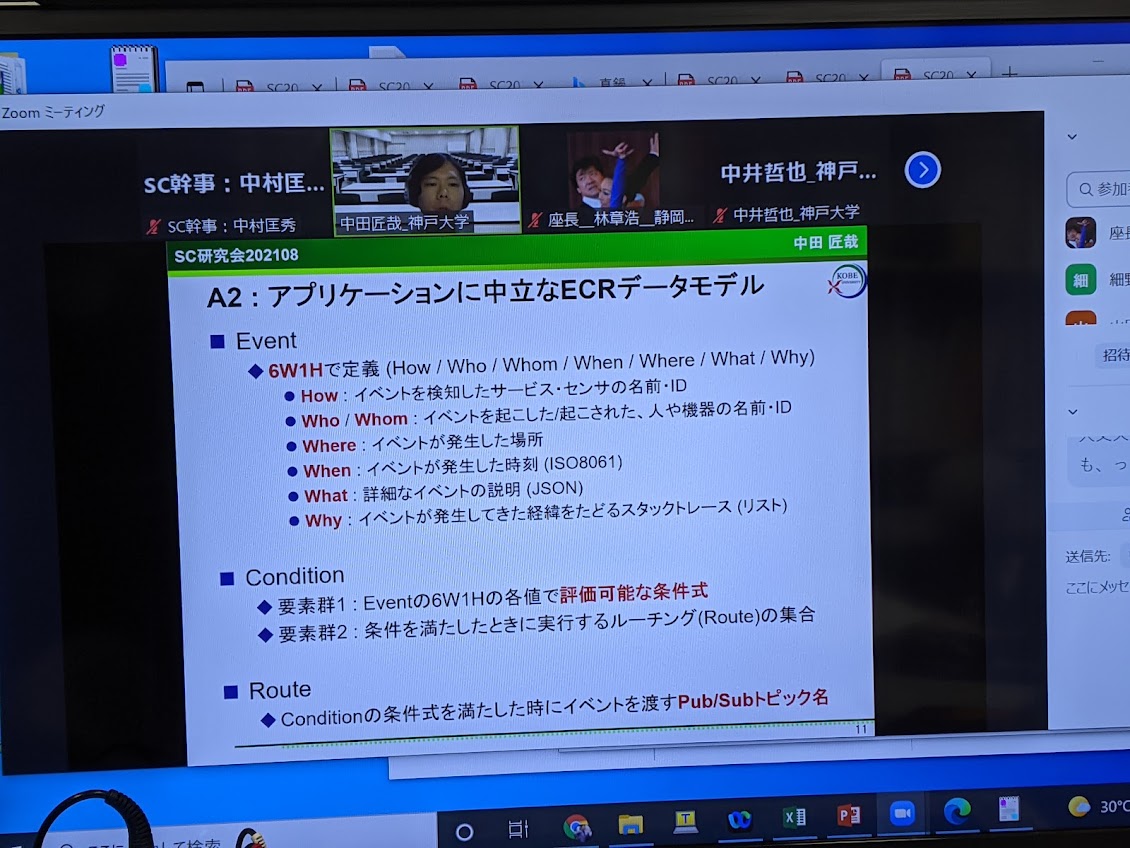 SC20
SC20
SC20
真鍋
SC20
SC20
SC20
Zoom ミーティング
SC幹事：中村匡...
中井哲也_神戸...
SC幹事：中村匡秀
中田匠哉_神戸大学
座長__林章浩__静岡...
中井哲也_神戸大学
参加
座長
細
細野
招待
も、っ
送信先:
ここにメッセ
SC研究会202108
中田 匠哉
KOBE
UNIVERSITY
A2：アプリケーションに中立なECRデータモデル
■ Event
◆ 6W1Hで定義 (How / Who / Whom / When / Where / What / Why)
● How : イベントを検知したサービス・センサの名前・ID
● Who / Whom : イベントを起こした/起こされた、人や機器の名前・ID
● Where : イベントが発生した場所
● When : イベントが発生した時刻 (ISO8061)
● What : 詳細なイベントの説明 (JSON)
● Why : イベントが発生してきた経緯をたどるスタックトレース (リスト)
■ Condition
◆ 要素群1 : Eventの6W1Hの各値で評価可能な条件式
◆ 要素群2 : 条件を満たしたときに実行するルーチング(Route)の集合
■ Route
◆ Conditionの条件式を満たした時にイベントを渡すPub/Subトピック名
11
して検索
30°C